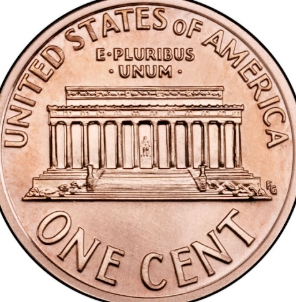 UNITED STATES OF AMERICA
E·PLURIBUS
·UNUM·
FG
ONE CENT